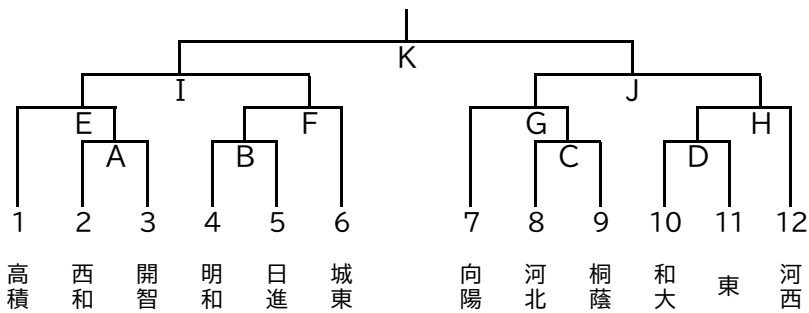 K
I J
E F G H
A B C D
1 2 3 4 5 6 7 8 9 10 11 12
高積 西和 開智 明和 日進 城東 向陽 河北 桐蔭 和大 東 河西